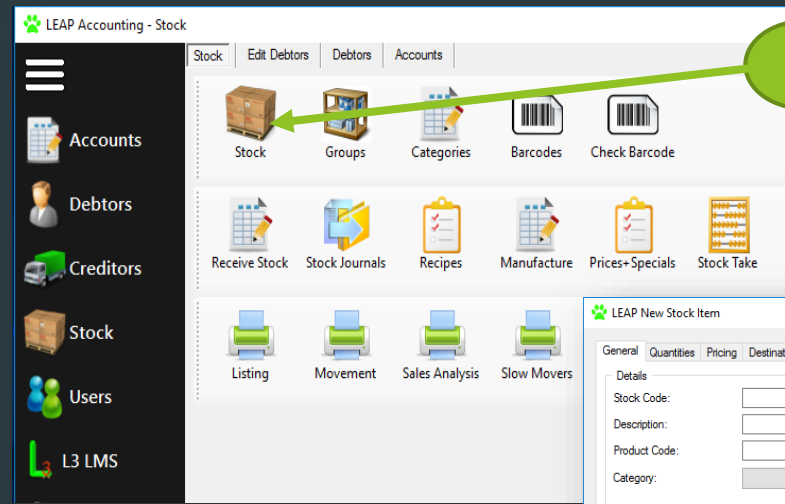 LEAP Accounting - Stock
Stock Edit Debtors Debtors Accounts
Accounts
Debtors
Creditors
Stock
Users
L3 LMS
Stock Groups Categories Barcodes Check Barcode
Receive Stock Stock Journals Recipes Manufacture Prices+Specials Stock Take
Listing Movement Sales Analysis Slow Movers
LEAP New Stock Item
General Quantities Pricing Destinat
Details
Stock Code:
Description:
Product Code:
Category: